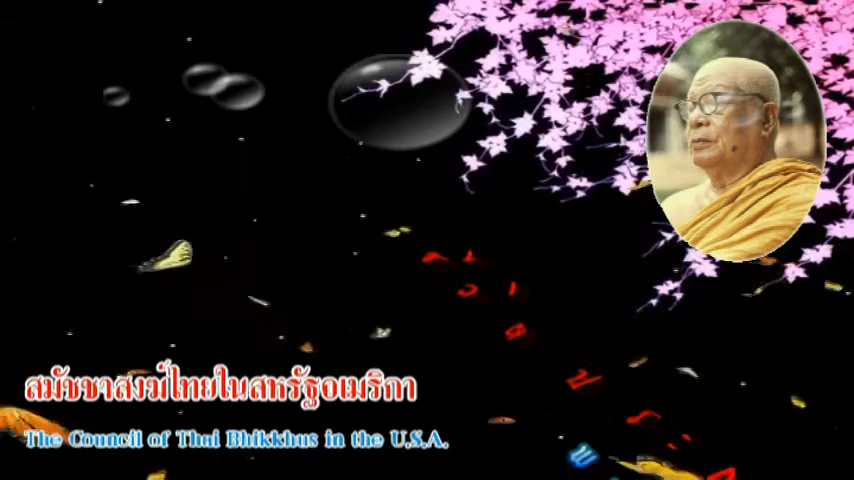 สมัชชาสงฆ์ไทยในสหรัฐอเมริกา
The Council of Thai Bhikkhus in the U.S.A.